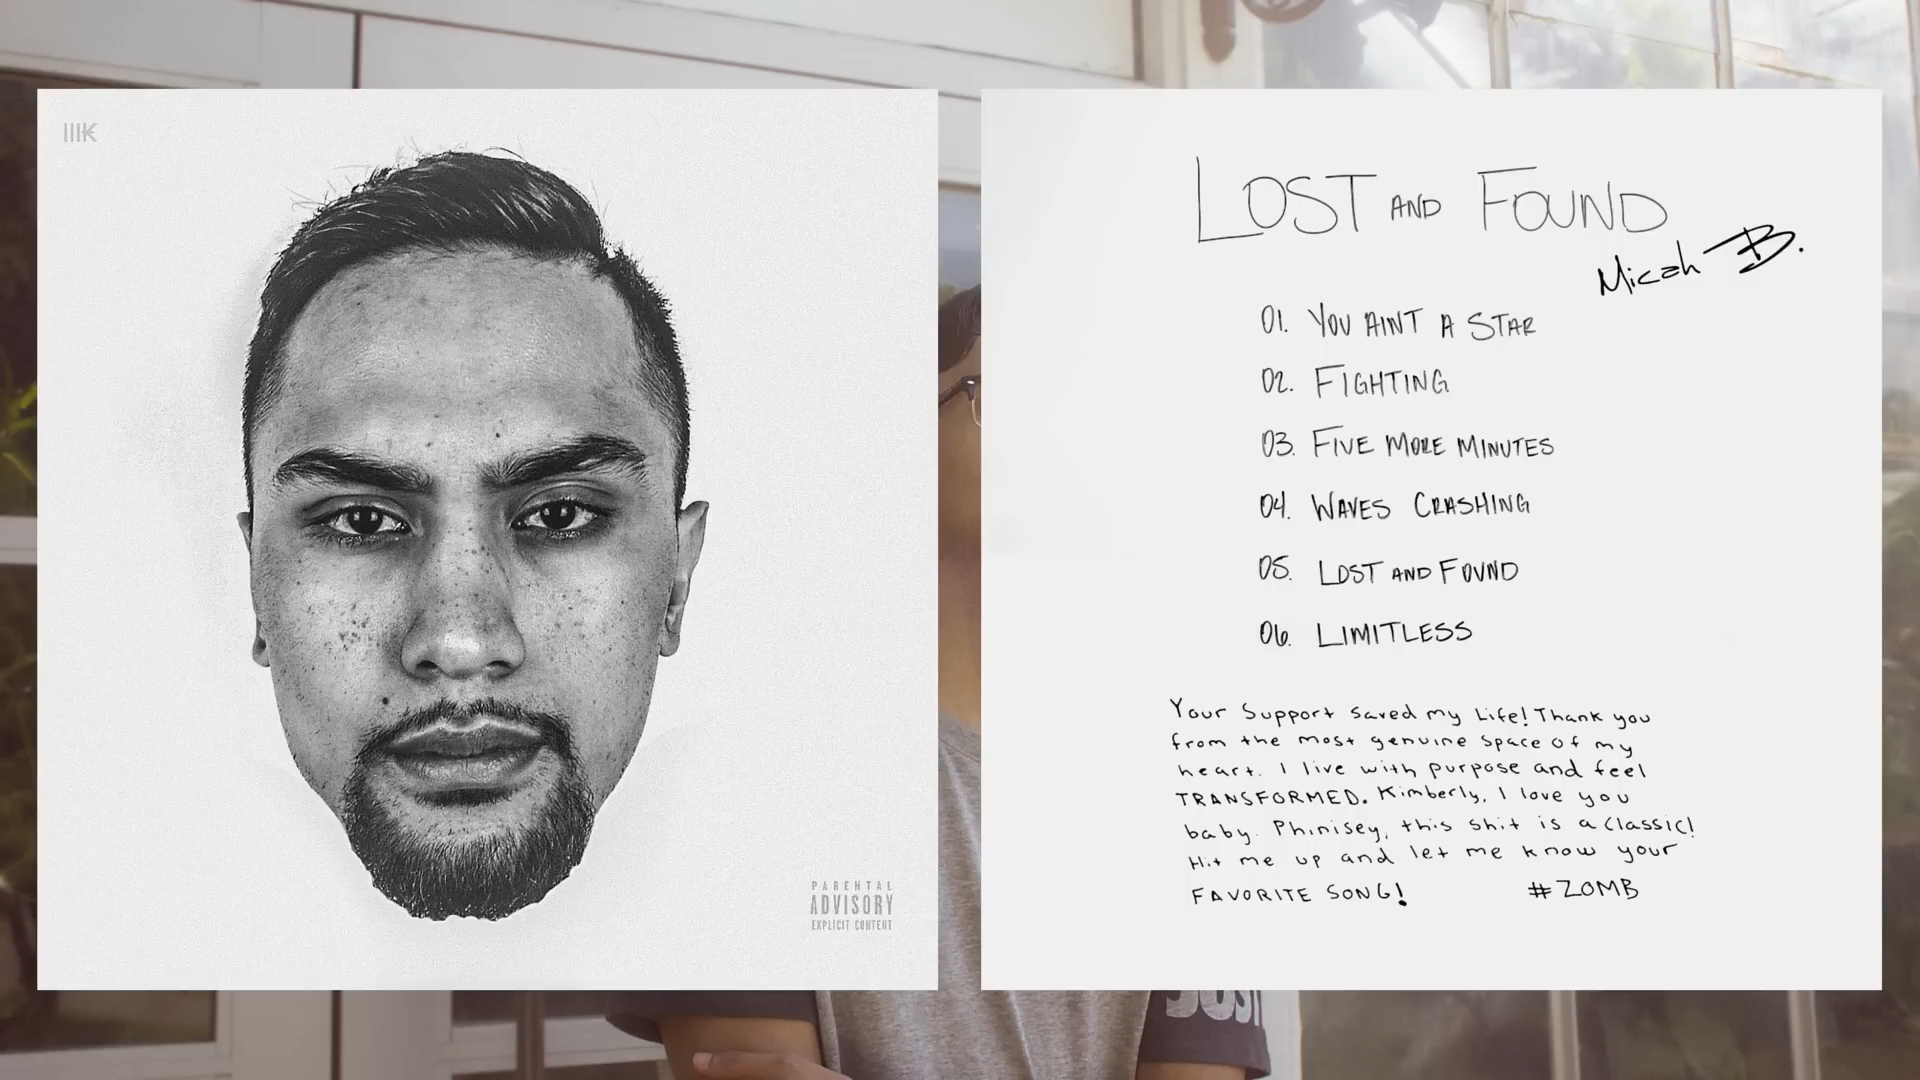 IIIK
PARENTAL
ADVISORY
EXPLICIT CONTENT
LOST AND FOUND
Micah B.
01. YOU AINT A STAR
02. FIGHTING
03. FIVE MORE MINUTES
04. WAVES CRASHING
05. LOST AND FOUND
06. LIMITLESS
Your Support saved my Life! Thank you
from the most genuine space of my
heart. I live with purpose and feel
TRANSFORMED. Kimberly, I love you
baby. Phinisey, this shit is a classic!
Hit me up and let me know your
FAVORITE SONG! #ZOMB